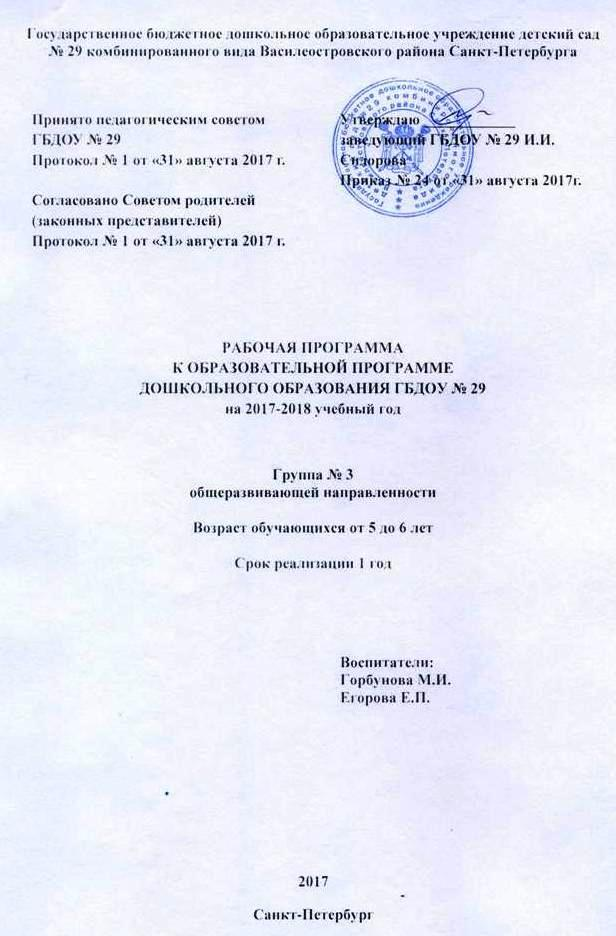 Государственное бюджетное дошкольное образовательное учреждение детский сад
№ 29 комбинированного вида Василеостровского района Санкт-Петербурга
Принято педагогическим советом
ГБДОУ № 29
Протокол № 1 от «31» августа 2017 г.
Согласовано Советом родителей
(законных представителей)
Протокол № 1 от «31» августа 2017 г.
Утверждаю
заведующий ГБДОУ № 29 И.И.
Сидорова
Приказ № 24 от «31» августа 2017г.
РАБОЧАЯ ПРОГРАММА
К ОБРАЗОВАТЕЛЬНОЙ ПРОГРАММЕ
ДОШКОЛЬНОГО ОБРАЗОВАНИЯ ГБДОУ № 29
на 2017-2018 учебный год
Группа № 3
общеразвивающей направленности
Возраст обучающихся от 5 до 6 лет
Срок реализации 1 год
Воспитатели:
Горбунова М.И.
Егорова Е.П.
2017
Санкт-Петербург